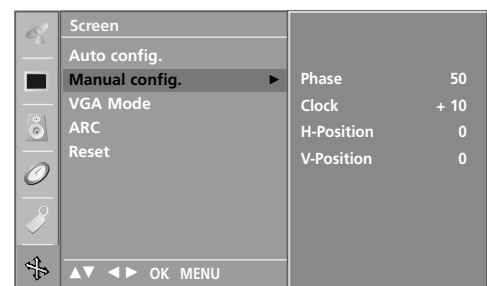 Screen
Auto config.
Manual config. ►
VGA Mode
ARC
Reset
Phase 50
Clock + 10
H-Position 0
V-Position 0
▲▼ ◄► OK MENU